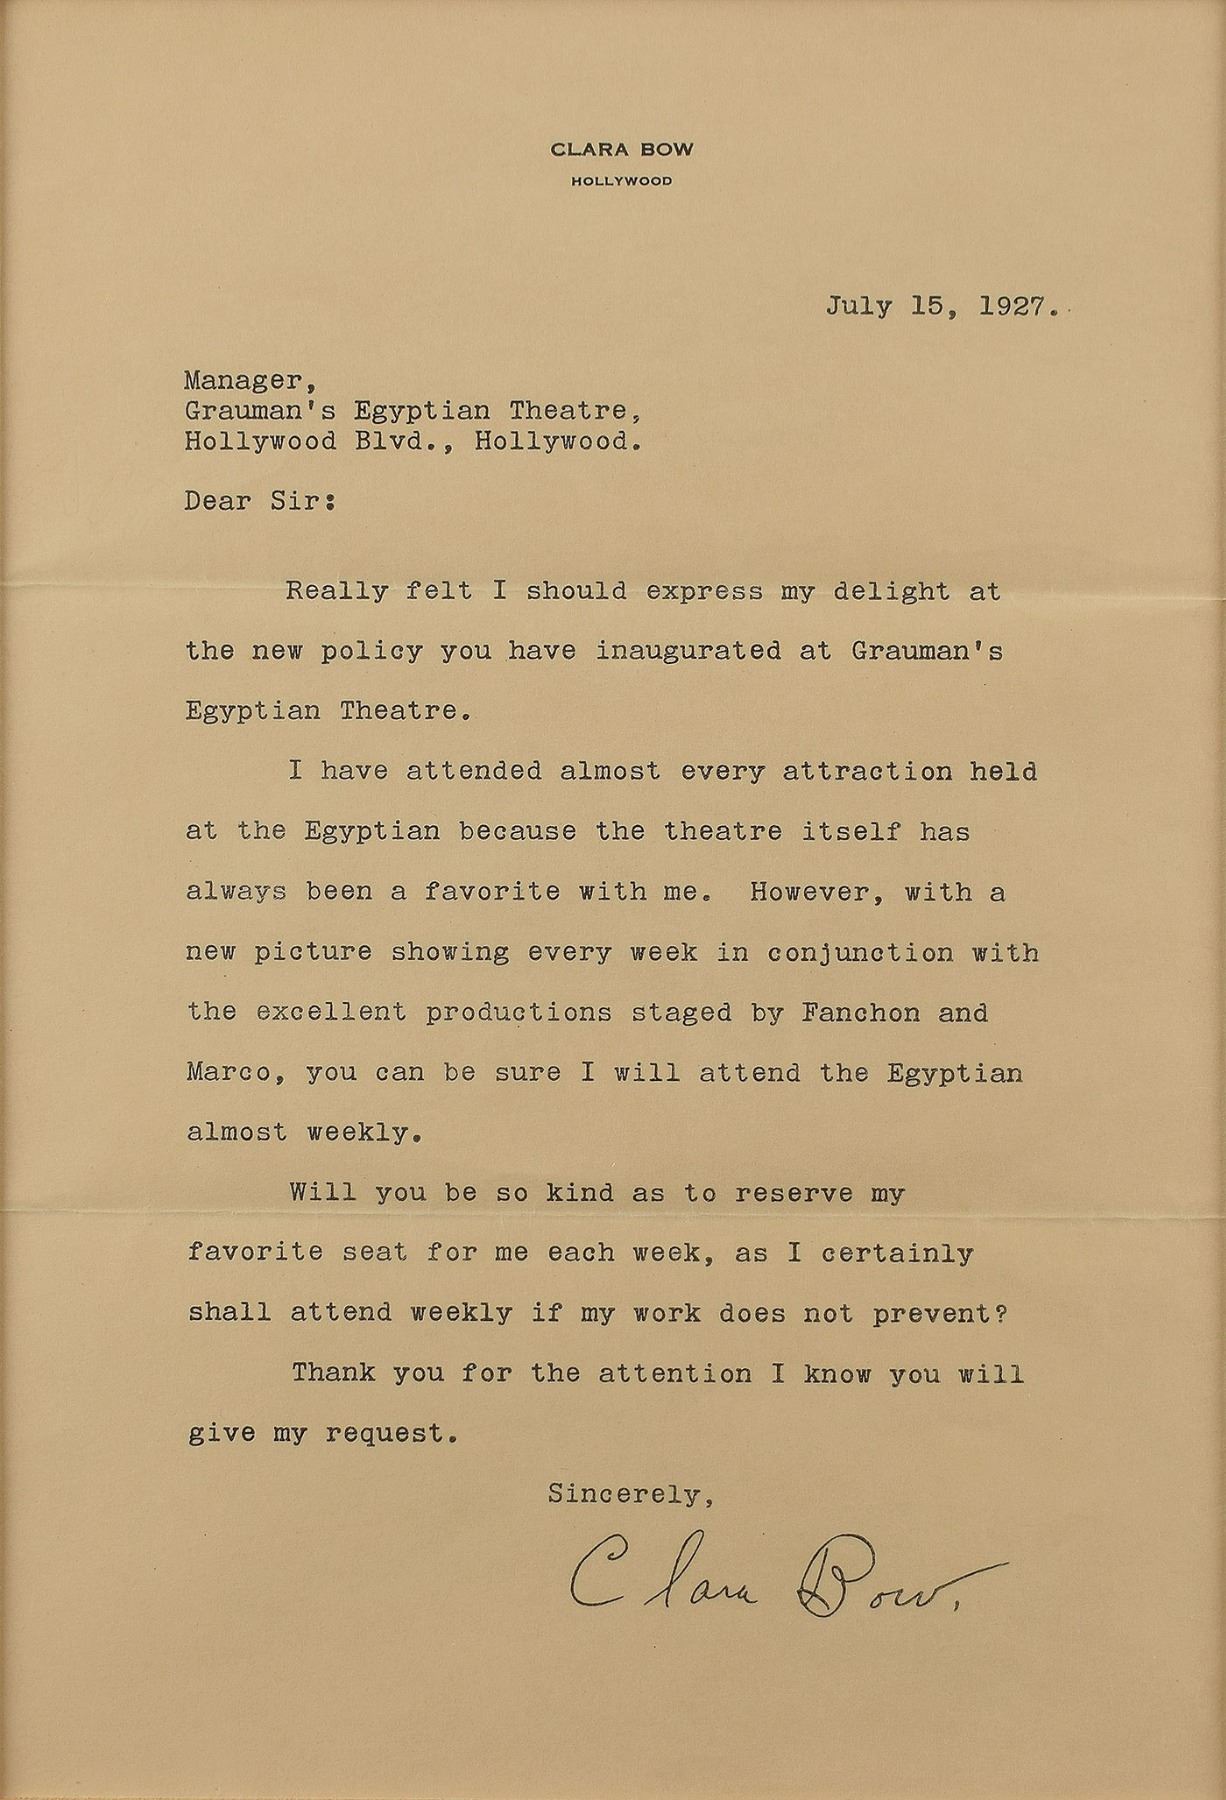 CLARA BOW
HOLLYWOOD
July 15, 1927.
Manager,
Grauman's Egyptian Theatre,
Hollywood Blvd., Hollywood.
Dear Sir:
Really felt I should express my delight at
the new policy you have inaugurated at Grauman's
Egyptian Theatre.
I have attended almost every attraction held
at the Egyptian because the theatre itself has
always been a favorite with me.  However, with a
new picture showing every week in conjunction with
the excellent productions staged by Fanchon and
Marco, you can be sure I will attend the Egyptian
almost weekly.
Will you be so kind as to reserve my
favorite seat for me each week, as I certainly
shall attend weekly if my work does not prevent?
Thank you for the attention I know you will
give my request.
Sincerely,
Clara Bow.